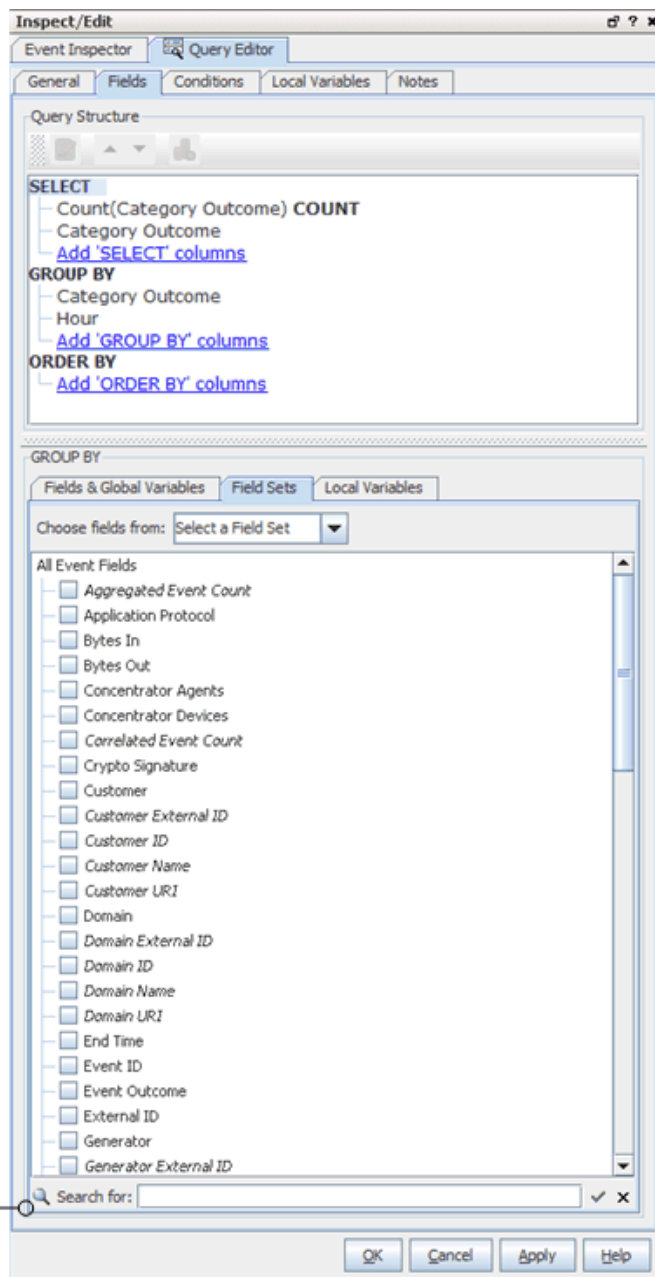 Inspect/Edit
Event Inspector Query Editor
General Fields Conditions Local Variables Notes
Query Structure
SELECT
Count(Category Outcome) COUNT
Category Outcome
Add 'SELECT' columns
GROUP BY
Category Outcome
Hour
Add 'GROUP BY' columns
ORDER BY
Add 'ORDER BY' columns
GROUP BY
Fields & Global Variables Field Sets Local Variables
Choose fields from: Select a Field Set
All Event Fields
Aggregated Event Count
Application Protocol
Bytes In
Bytes Out
Concentrator Agents
Concentrator Devices
Correlated Event Count
Crypto Signature
Customer
Customer External ID
Customer ID
Customer Name
Customer URI
Domain
Domain External ID
Domain ID
Domain Name
Domain URI
End Time
Event ID
Event Outcome
External ID
Generator
Generator External ID
Search for:
OK Cancel Apply Help